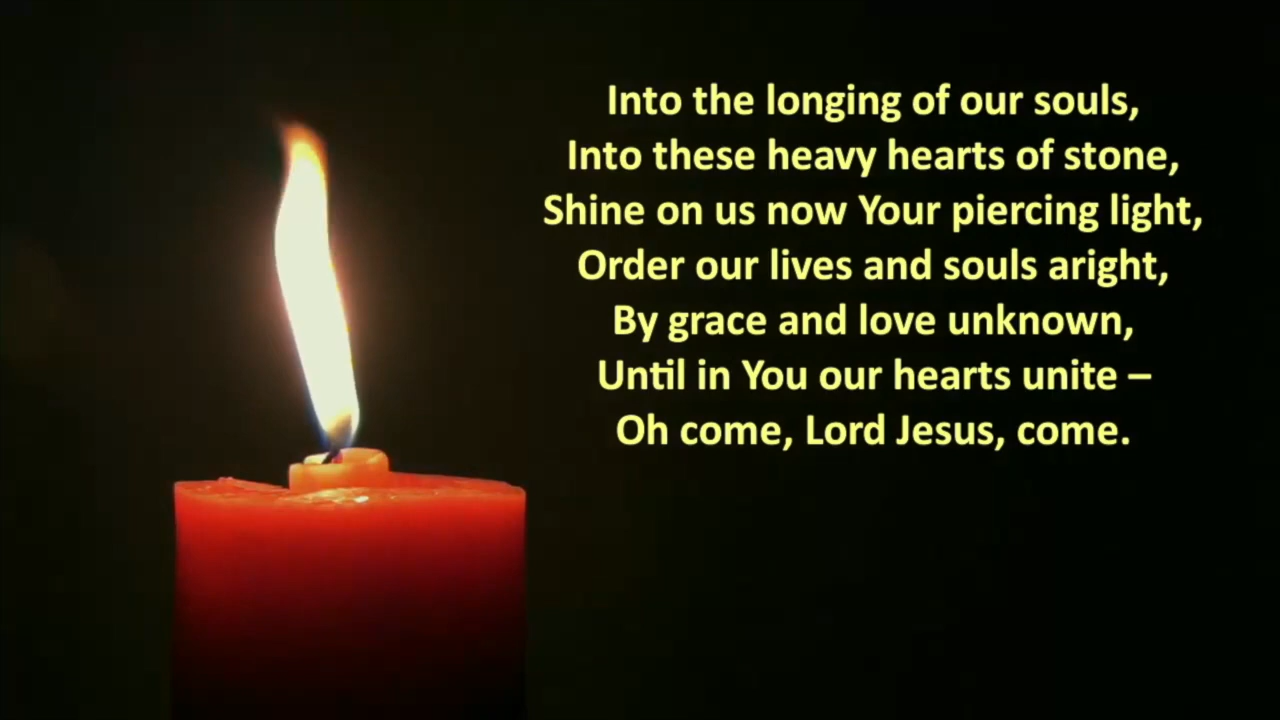 Into the longing of our souls,
Into these heavy hearts of stone,
Shine on us now Your piercing light,
Order our lives and souls aright,
By grace and love unknown,
Until in You our hearts unite –
Oh come, Lord Jesus, come.